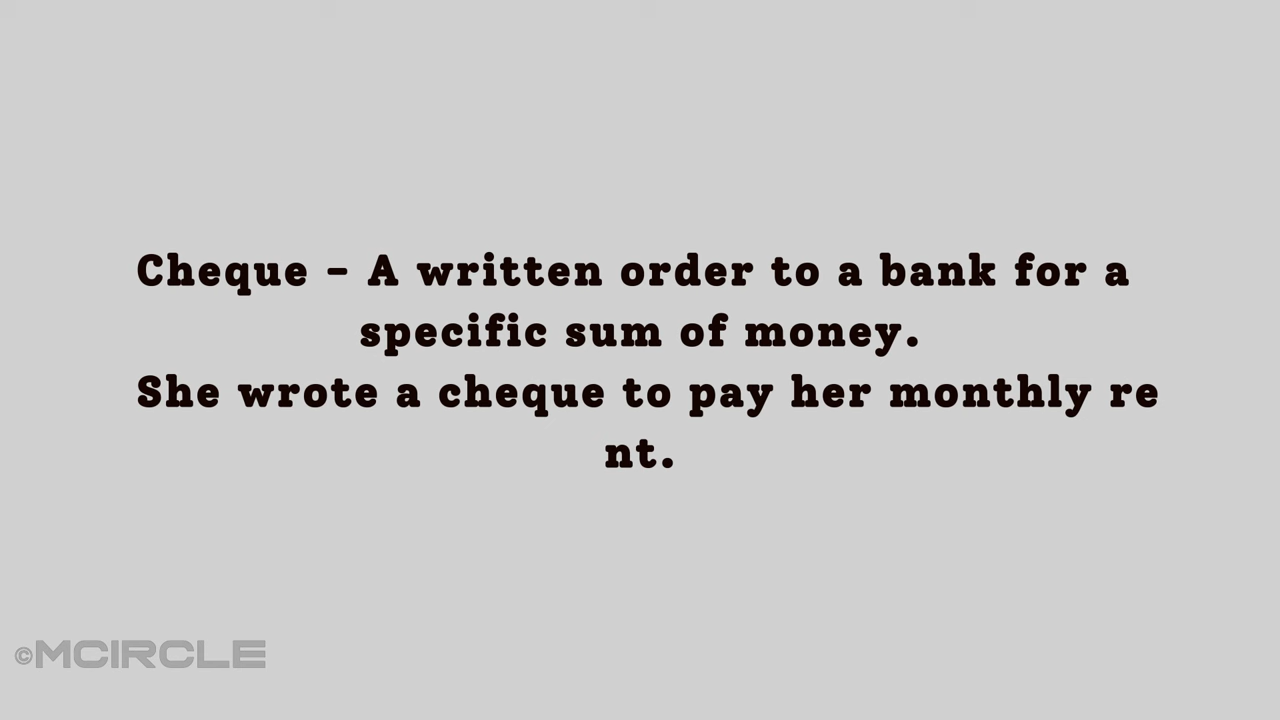 Cheque - A written order to a bank for a
specific sum of money.
She wrote a cheque to pay her monthly re
nt.
©MCIRCLE